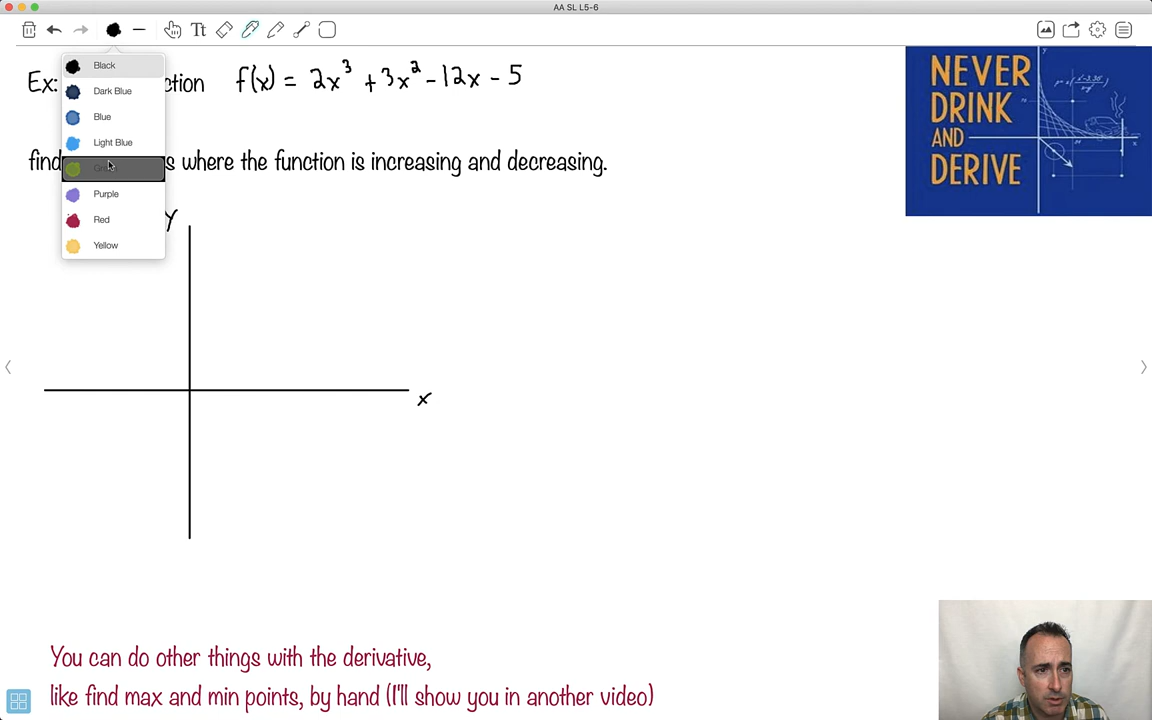 AA SL L5-6
Tt
Black
Dark Blue
Blue
Light Blue
Purple
Red
Yellow
Ex: ction f(x) = 2x³ + 3x² - 12x - 5
find s where the function is increasing and decreasing.
NEVER
DRINK
AND
DERIVE
y
x
Y
x
You can do other things with the derivative,
like find max and min points, by hand (I'll show you in another video)